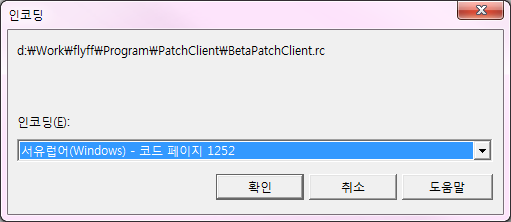 인코딩
d:₩Work₩flyff₩Program₩PatchClient₩BetaPatchClient.rc
인코딩(E):
서유럽어(Windows) - 코드 페이지 1252
확인 취소 도움말